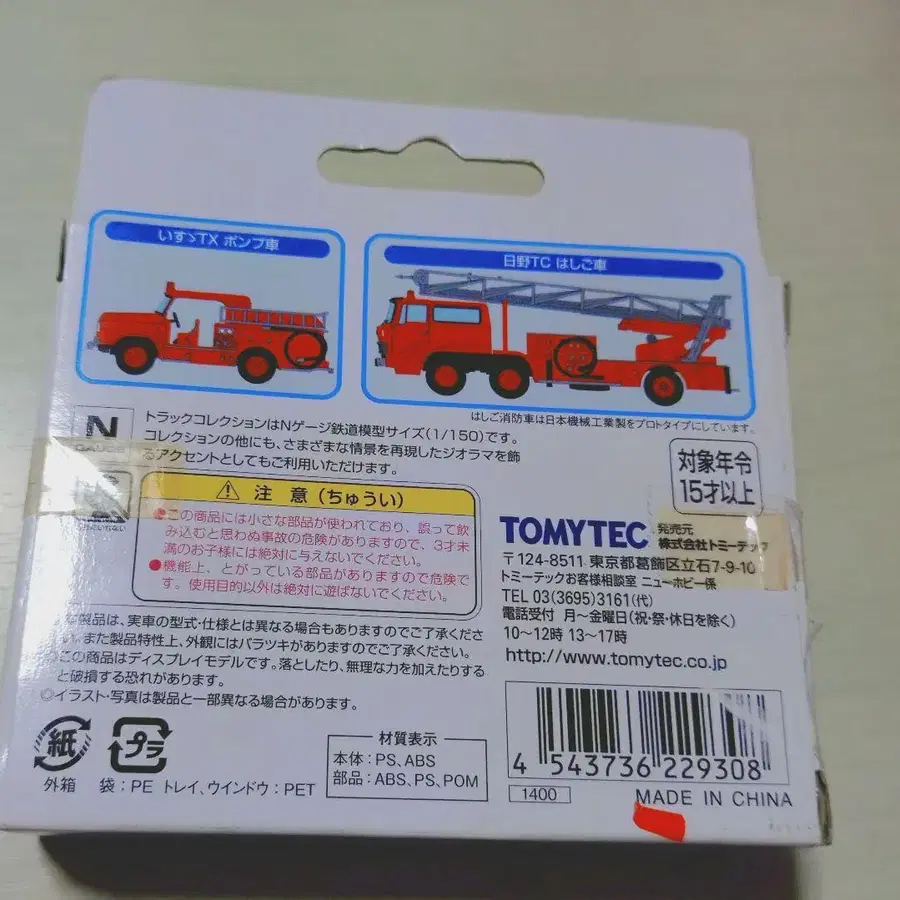 いすゞTX ポンプ車
日野TC はしご車
はしご消防車は日本機械工業製をプロトタイプにしています。
N
GAUGE
トラックコレクションはNゲージ鉄道模型サイズ(1/150)です。
コレクションの他にも、さまざまな情景を再現したジオラマを飾
るアクセントとしてもご利用いただけます。
対象年令
15才以上
注 意(ちゅうい)
●この商品には小さな部品が使われており、誤って飲
み込むと思わぬ事故の危険がありますので、3才未
満のお子様には絶対に与えないでください。
●機能上、とがっている部品がありますので危険で
す。使用目的以外は絶対に遊ばないでください。
TOMYTEC 発売元
株式会社トミーテック
〒124-8511 東京都葛飾区立石7-9-10
トミーテックお客様相談室 ニューホビー係
TEL 03(3695)3161(代)
電話受付 月~金曜日(祝・祭・休日を除く)
10~12時 13~17時
http://www.tomytec.co.jp
製品は、実車の型式・仕様とは異なる場合もありますのでご了承くださ
い。また製品特性上、外観にはバラツキがありますのでご了承ください。
この商品はディスプレイモデルです。落としたり、無理な力を加えたりする
と破損する恐れがあります。
◎イラスト・写真は製品と一部異なる場合があります。
紙
外箱
プラ
袋:PE トレイ、ウインドウ:PET
材質表示
本体:PS、ABS
部品:ABS、PS、POM
4 543736 229308
1400
MADE IN CHINA